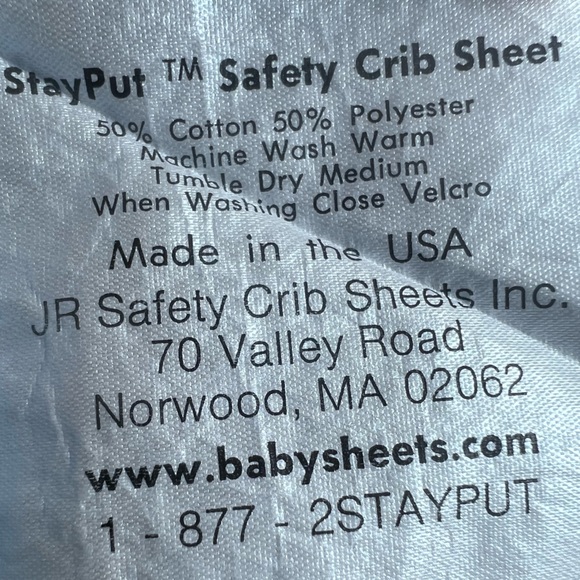 StayPut ™ Safety Crib Sheet
50% Cotton 50% Polyester
Machine Wash Warm
Tumble Dry Medium
When Washing Close Velcro
Made in the USA
JR Safety Crib Sheets Inc.
70 Valley Road
Norwood, MA 02062
www.babysheets.com
1 - 877 - 2STAYPUT